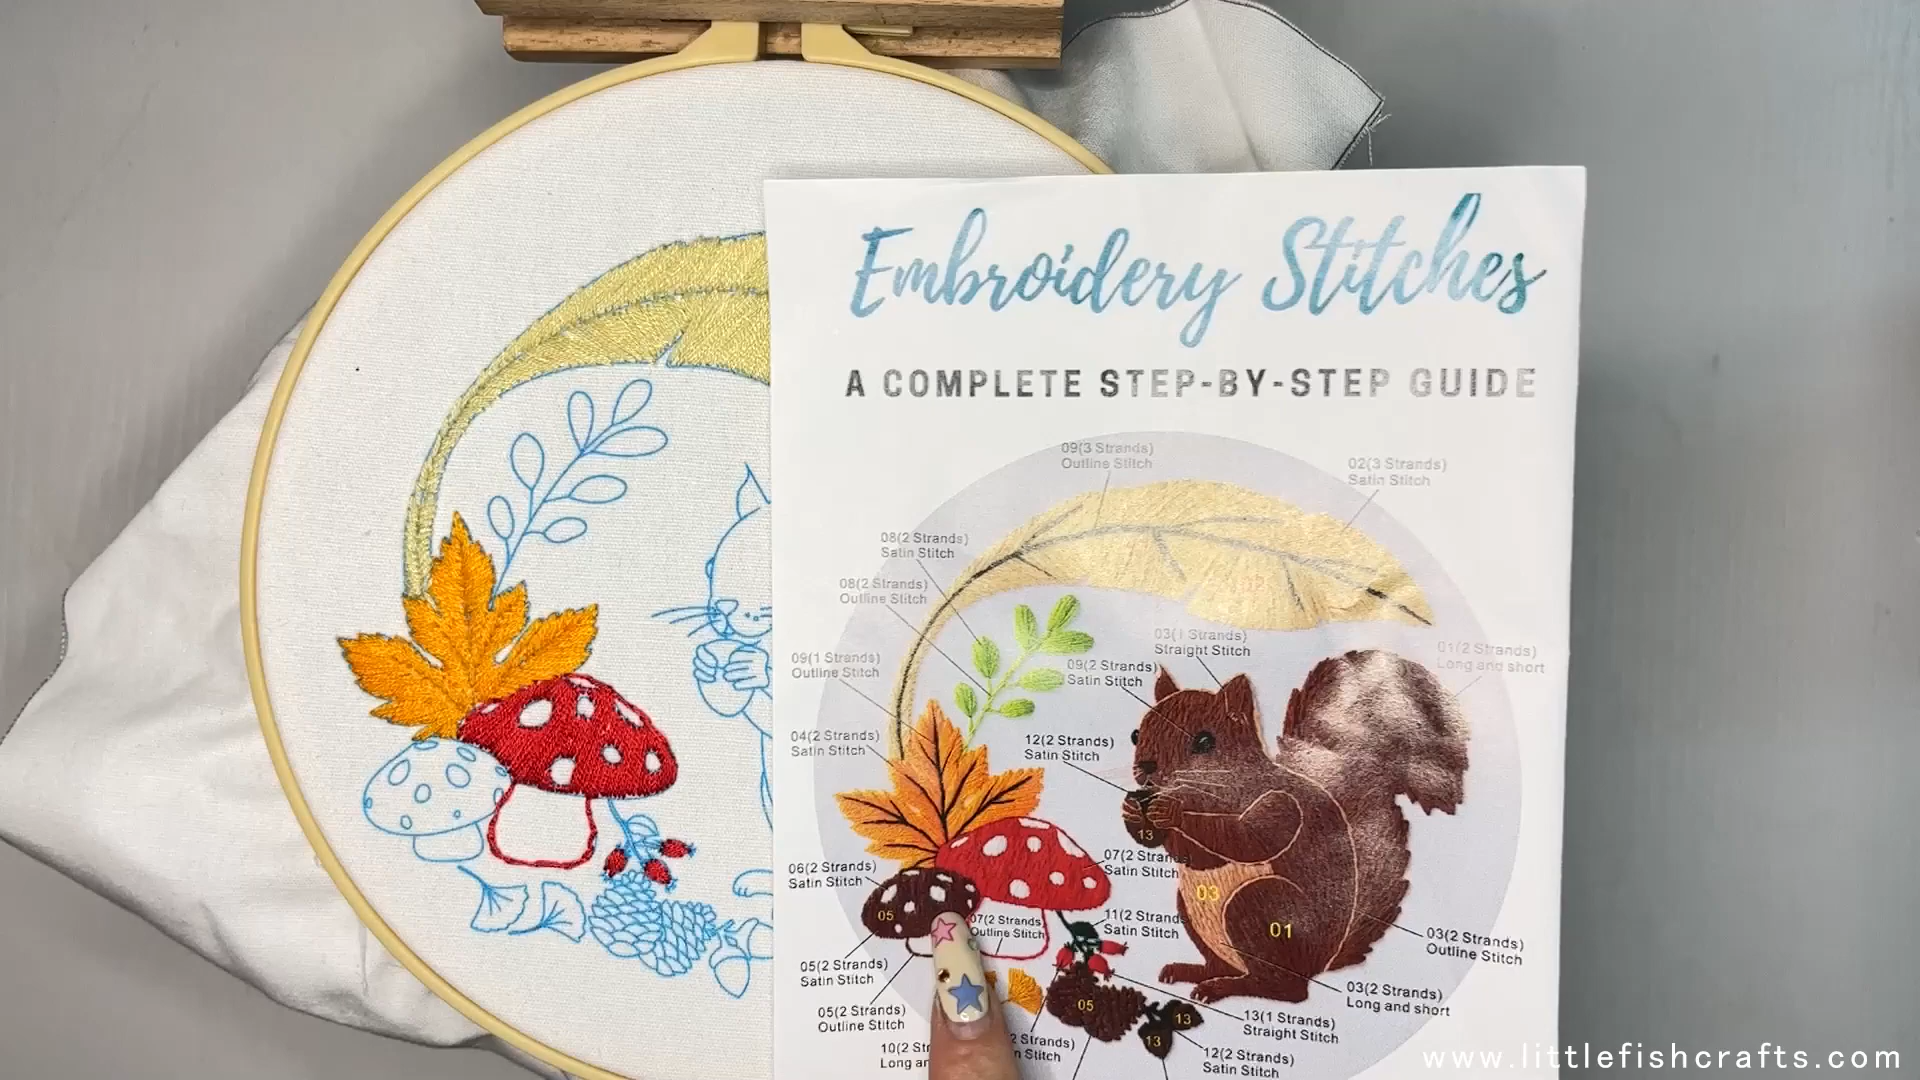 Embroidery Stitches
A COMPLETE STEP-BY-STEP GUIDE
09(3 Strands)
Outline Stitch
02(3 Strands)
Satin Stitch
08(2 Strands)
Satin Stitch
08(2 Strands)
Outline Stitch
03(1 Strands)
Straight Stitch
01(2 Strands)
Long and short
09(1 Strands)
Outline Stitch
09(2 Strands)
Satin Stitch
04(2 Strands)
Satin Stitch
12(2 Strands)
Satin Stitch
13
06(2 Strands)
Satin Stitch
07(2 Strands)
Satin Stitch
03
05
07(2 Strands)
Outline Stitch
11(2 Strands)
Satin Stitch
01
03(2 Strands)
Outline Stitch
05(2 Strands)
Satin Stitch
03(2 Strands)
Long and short
05
13
13
05(2 Strands)
Outline Stitch
13(1 Strands)
Straight Stitch
12(2 Strands)
Satin Stitch
www.littlefishcrafts.com